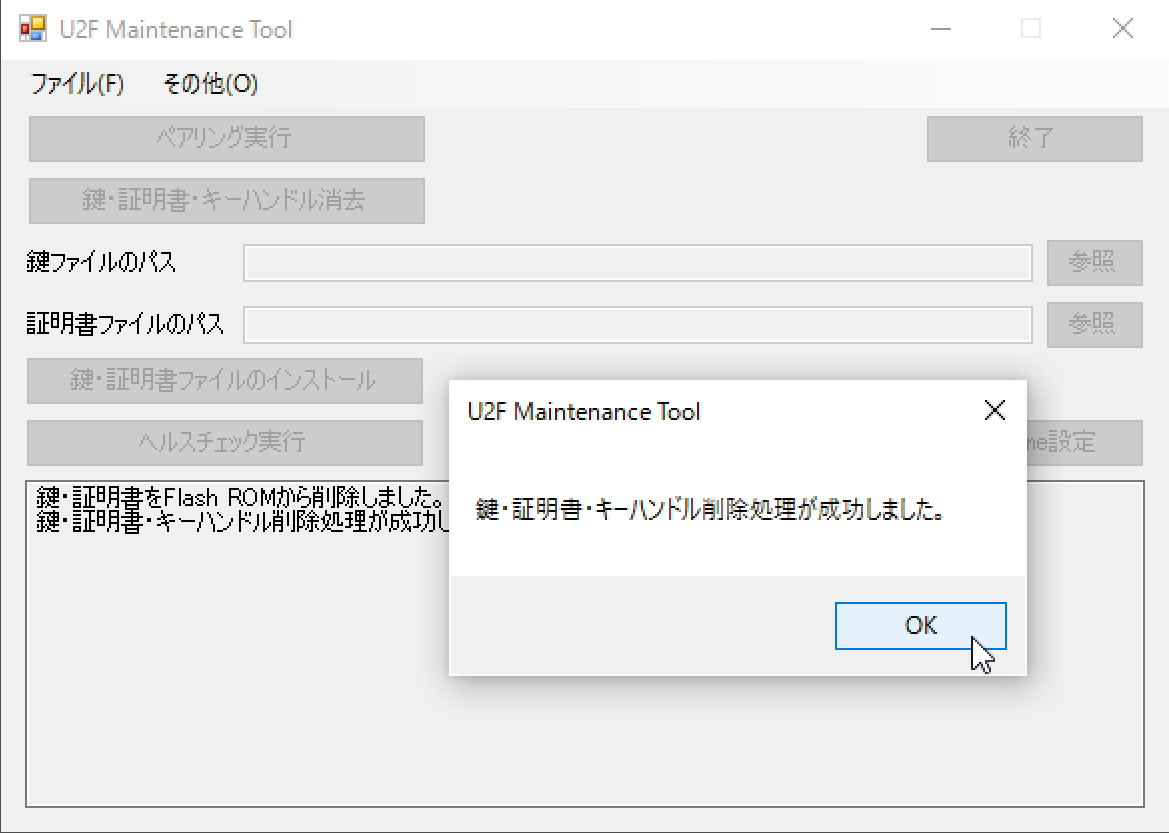 U2F Maintenance Tool
ファイル(F) その他(O)
ペアリング実行 終了
鍵・証明書・キーハンドル消去
鍵ファイルのパス 参照
証明書ファイルのパス 参照
鍵・証明書ファイルのインストール
ヘルスチェック実行 設定
鍵・証明書をFlash ROMから削除しました。
鍵・証明書・キーハンドル削除処理が成功し
U2F Maintenance Tool
鍵・証明書・キーハンドル削除処理が成功しました。
OK